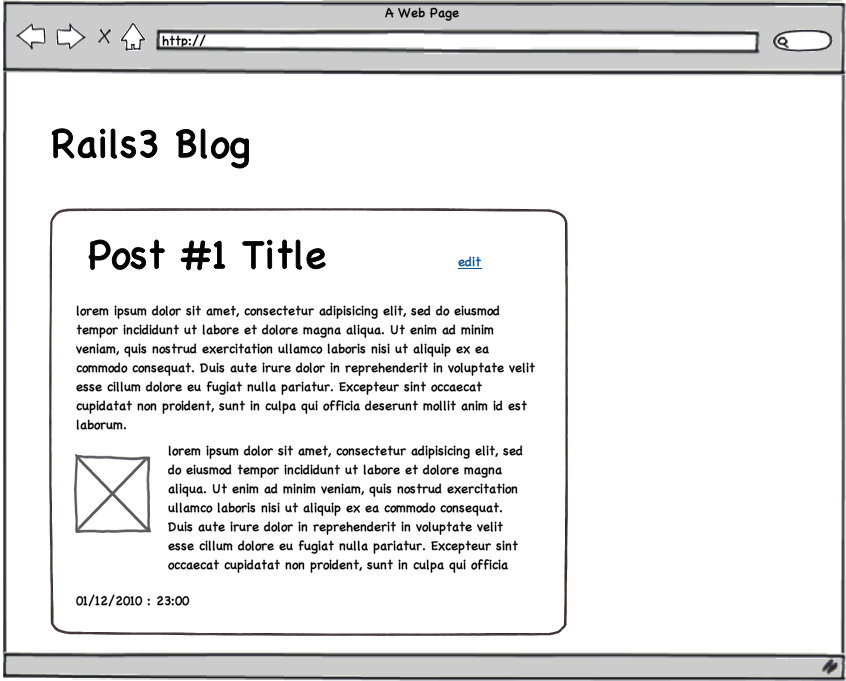 A Web Page
http://
Rails3 Blog
Post #1 Title
edit
lorem ipsum dolor sit amet, consectetur adipisicing elit, sed do eiusmod
tempor incididunt ut labore et dolore magna aliqua. Ut enim ad minim
veniam, quis nostrud exercitation ullamco laboris nisi ut aliquip ex ea
commodo consequat. Duis aute irure dolor in reprehenderit in voluptate velit
esse cillum dolore eu fugiat nulla pariatur. Excepteur sint occaecat
cupidatat non proident, sunt in culpa qui officia deserunt mollit anim id est
laborum.
lorem ipsum dolor sit amet, consectetur adipisicing elit, sed
do eiusmod tempor incididunt ut labore et dolore magna
aliqua. Ut enim ad minim veniam, quis nostrud exercitation
ullamco laboris nisi ut aliquip ex ea commodo consequat.
Duis aute irure dolor in reprehenderit in voluptate velit
esse cillum dolore eu fugiat nulla pariatur. Excepteur sint
occaecat cupidatat non proident, sunt in culpa qui officia
01/12/2010 : 23:00